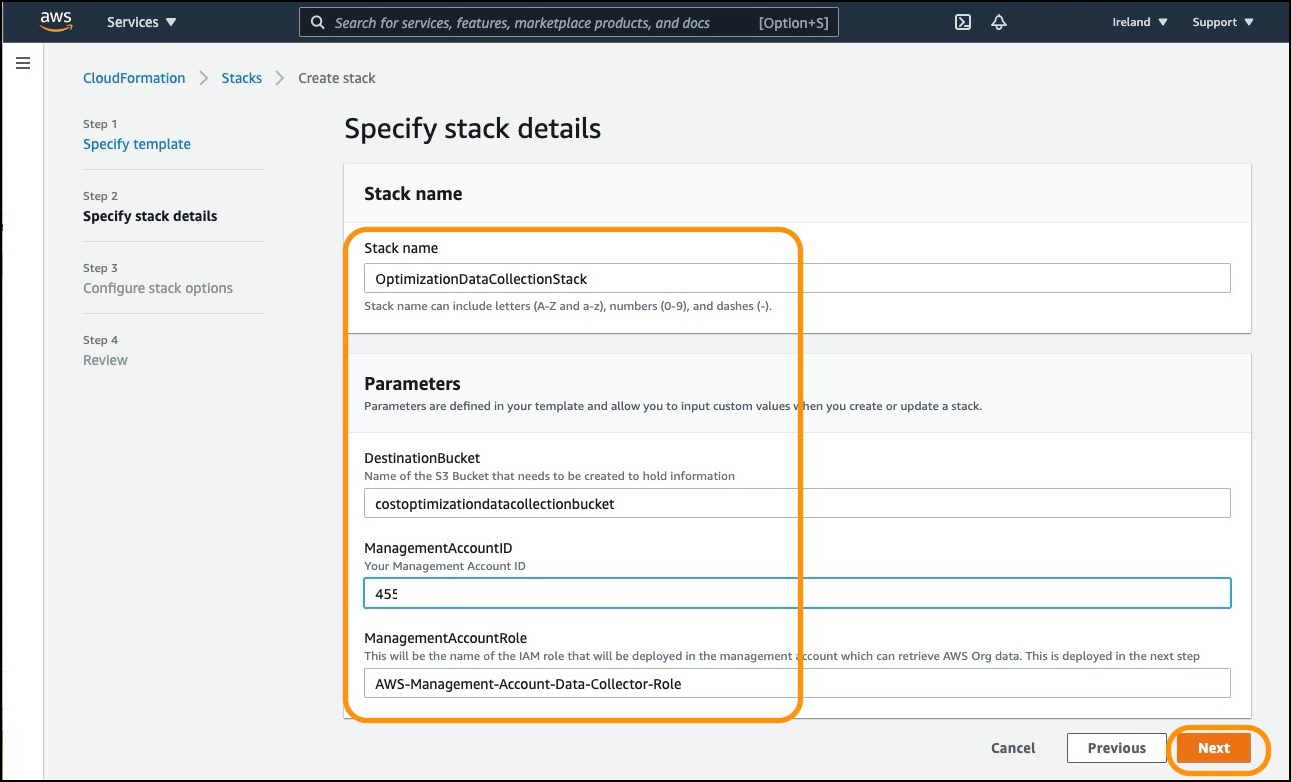 aws Services Search for services, features, marketplace products, and docs [Option+S] Ireland Support
CloudFormation Stacks Create stack
Step 1
Specify template
Step 2
Specify stack details
Step 3
Configure stack options
Step 4
Review
Specify stack details
Stack name
Stack name
OptimizationDataCollectionStack
Stack name can include letters (A-Z and a-z), numbers (0-9), and dashes (-).
Parameters
Parameters are defined in your template and allow you to input custom values when you create or update a stack.
DestinationBucket
Name of the S3 Bucket that needs to be created to hold information
costoptimizationdatacollectionbucket
ManagementAccountID
Your Management Account ID
455
ManagementAccountRole
This will be the name of the IAM role that will be deployed in the management account which can retrieve AWS Org data. This is deployed in the next step
AWS-Management-Account-Data-Collector-Role
Cancel Previous Next